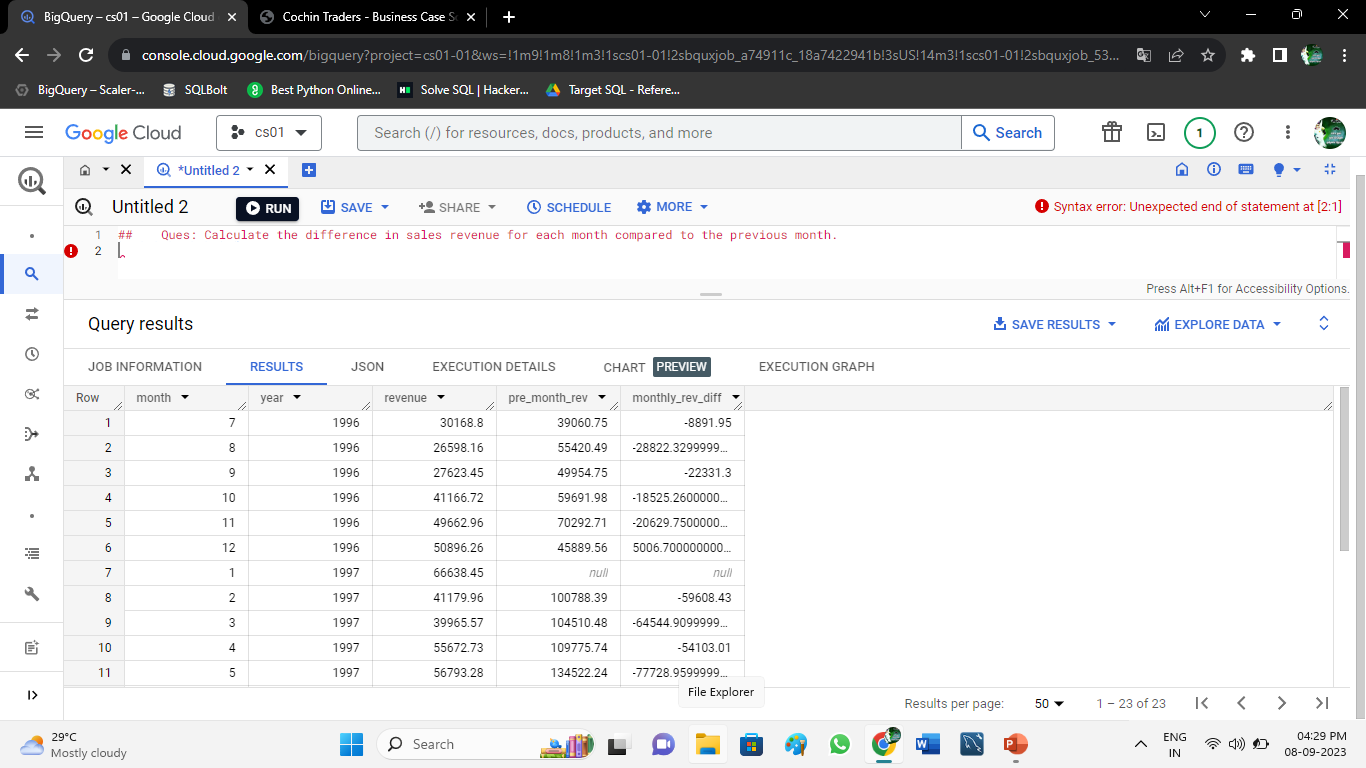 BigQuery – cs01 – Google Cloud
Cochin Traders - Business Case S
console.cloud.google.com/bigquery?project=cs01-01&ws=!1m9!1m8!1m3!1scs01-01!2sbquxjob_a74911c_18a7422941b!3sUS!14m3!1scs01-01!2sbquxjob_53...
BigQuery – Scaler-...
SQLBolt
Best Python Online...
Solve SQL | Hacker...
Target SQL - Refere...
Google Cloud
cs01
Search (/) for resources, docs, products, and more
Search
1
*Untitled 2
Untitled 2
RUN
SAVE
SHARE
SCHEDULE
MORE
Syntax error: Unexpected end of statement at [2:1]
1 ## Ques: Calculate the difference in sales revenue for each month compared to the previous month.
2
Press Alt+F1 for Accessibility Options.
Query results
SAVE RESULTS
EXPLORE DATA
JOB INFORMATION
RESULTS
JSON
EXECUTION DETAILS
CHART PREVIEW
EXECUTION GRAPH
Row month year revenue pre_month_rev monthly_rev_diff
1 7 1996 30168.8 39060.75 -8891.95
2 8 1996 26598.16 55420.49 -28822.3299999...
3 9 1996 27623.45 49954.75 -22331.3
4 10 1996 41166.72 59691.98 -18525.2600000...
5 11 1996 49662.96 70292.71 -20629.7500000...
6 12 1996 50896.26 45889.56 5006.700000000...
7 1 1997 66638.45 null null
8 2 1997 41179.96 100788.39 -59608.43
9 3 1997 39965.57 104510.48 -64544.9099999...
10 4 1997 55672.73 109775.74 -54103.01
11 5 1997 56793.28 134522.24 -77728.9599999...
File Explorer
Results per page: 50 1 – 23 of 23
29°C
Mostly cloudy
Search
ENG
IN
04:29 PM
08-09-2023